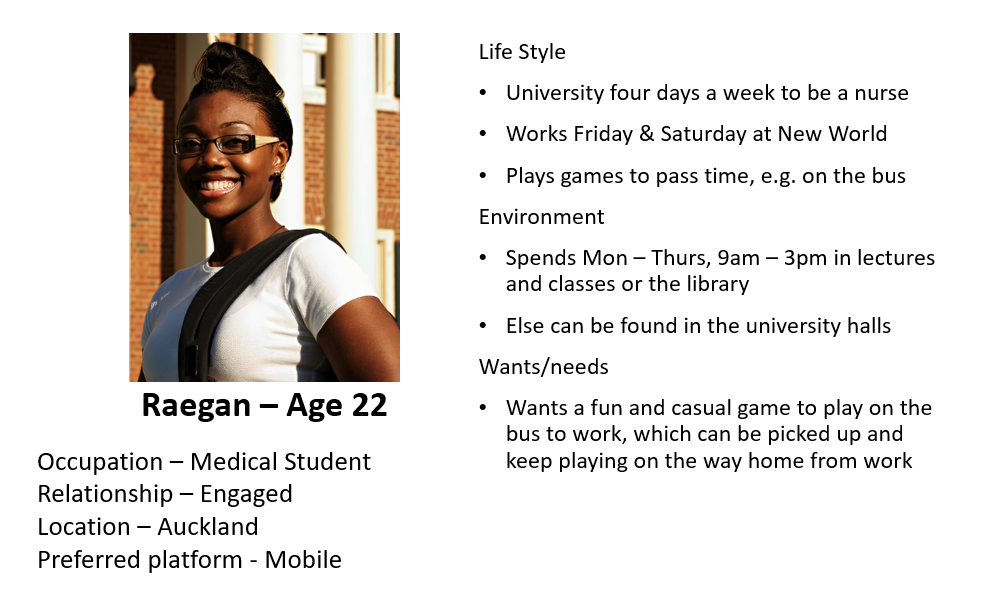 Raegan – Age 22
Occupation – Medical Student
Relationship – Engaged
Location – Auckland
Preferred platform - Mobile
Life Style
• University four days a week to be a nurse
• Works Friday & Saturday at New World
• Plays games to pass time, e.g. on the bus
Environment
• Spends Mon – Thurs, 9am – 3pm in lectures
and classes or the library
• Else can be found in the university halls
Wants/needs
• Wants a fun and casual game to play on the
bus to work, which can be picked up and
keep playing on the way home from work